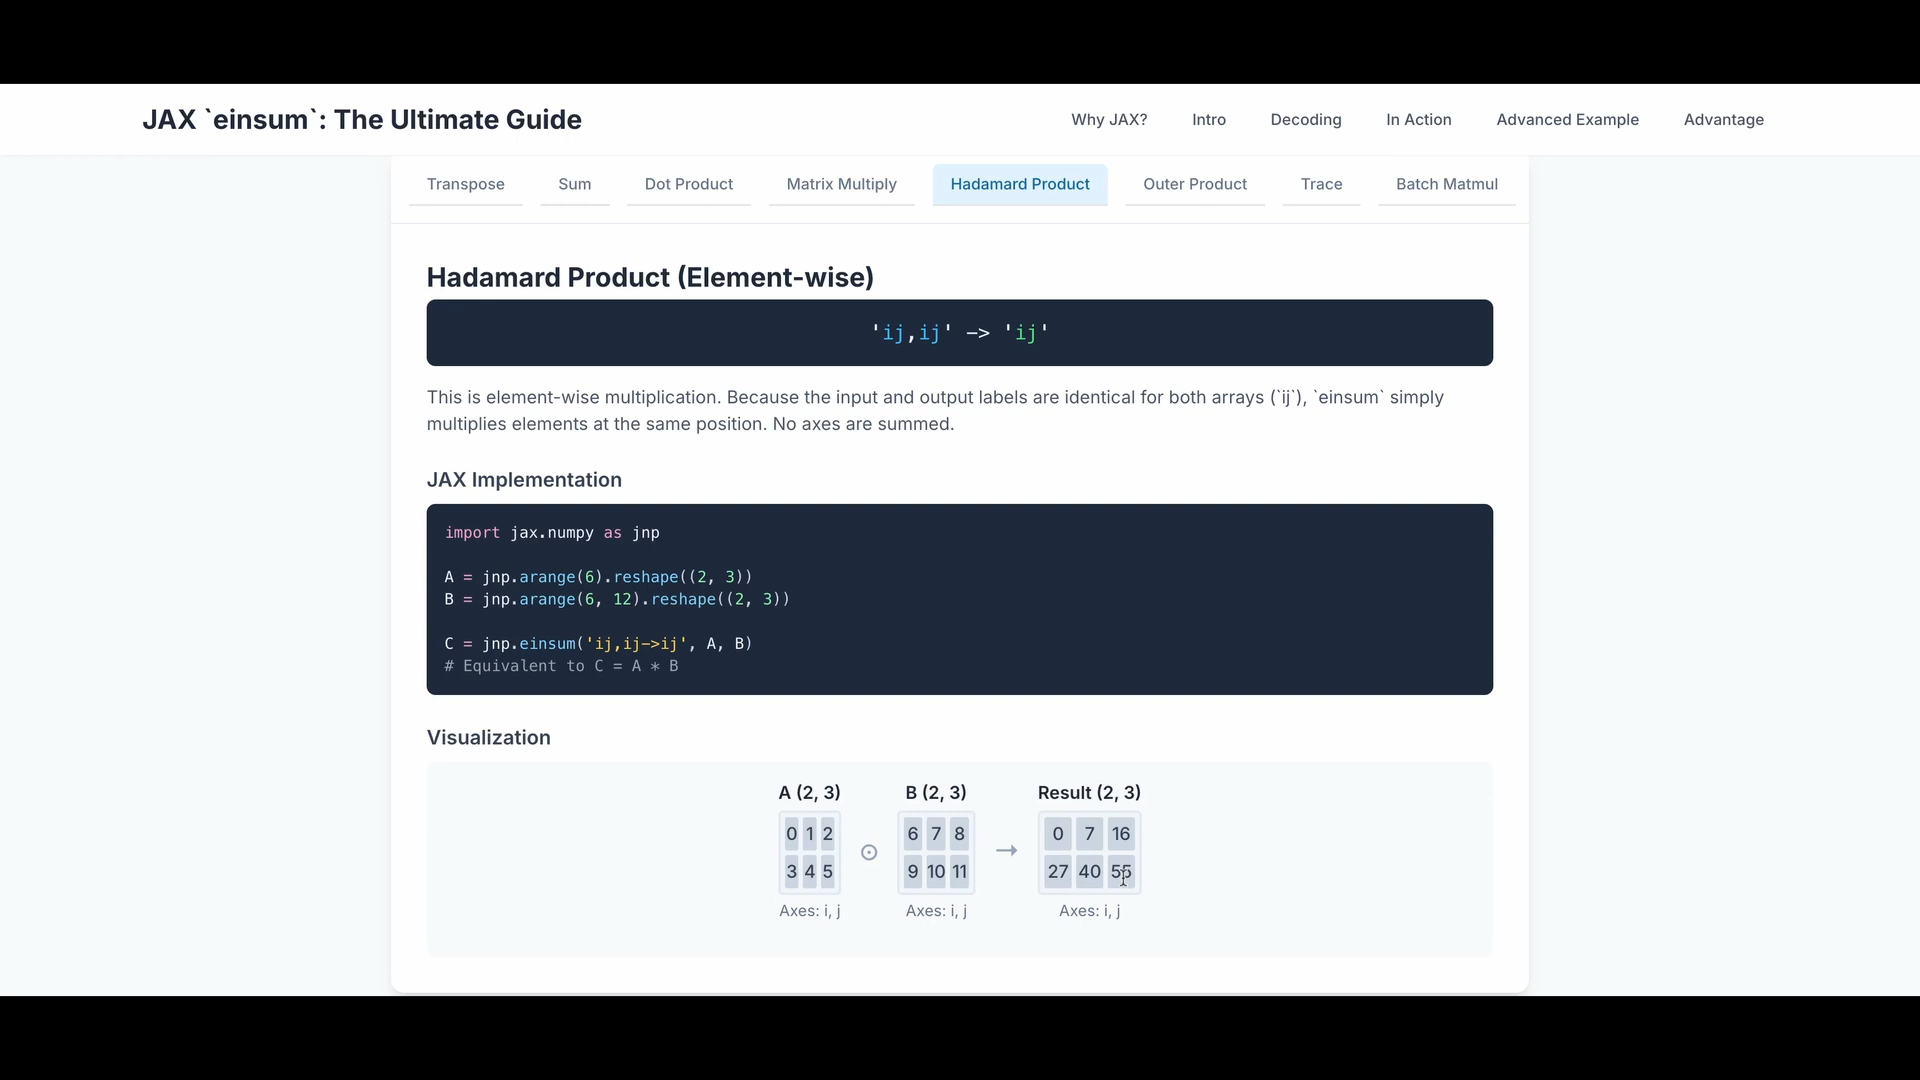 JAX `einsum`: The Ultimate Guide
Why JAX? Intro Decoding In Action Advanced Example Advantage
Transpose Sum Dot Product Matrix Multiply Hadamard Product Outer Product Trace Batch Matmul
Hadamard Product (Element-wise)
'ij,ij' -> 'ij'
This is element-wise multiplication. Because the input and output labels are identical for both arrays (`ij`), `einsum` simply
multiplies elements at the same position. No axes are summed.
JAX Implementation
import jax.numpy as jnp
A = jnp.arange(6).reshape((2, 3))
B = jnp.arange(6, 12).reshape((2, 3))
C = jnp.einsum('ij,ij->ij', A, B)
# Equivalent to C = A * B
Visualization
A (2, 3) B (2, 3) Result (2, 3)
0 1 2 6 7 8 0 7 16
⊙ →
3 4 5 9 10 11 27 40 55
Axes: i, j Axes: i, j Axes: i, j